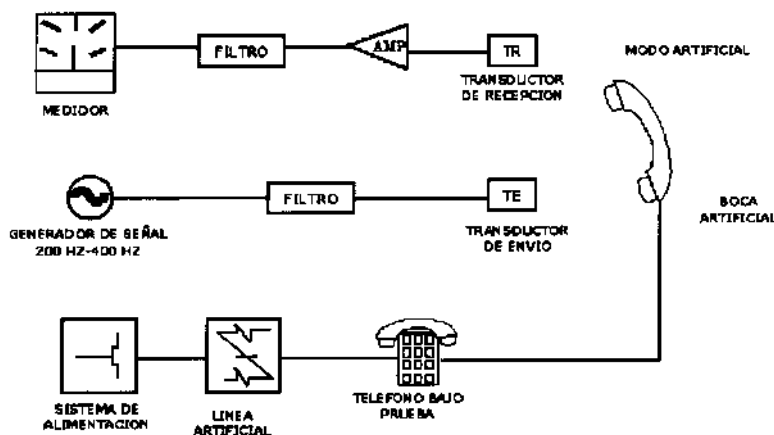 FILTRO
AMP
TR
MODO ARTIFICIAL
MEDIDOR
TRANSDUCTOR
DE RECEPCION
FILTRO
TE
BOCA
ARTIFICIAL
GENERADOR DE SEÑAL
200 HZ-400 HZ
TRANSDUCTOR
DE ENVIO
SISTEMA DE
ALIMENTACION
LINEA
ARTIFICIAL
TELEFONO BAJO
PRUEBA